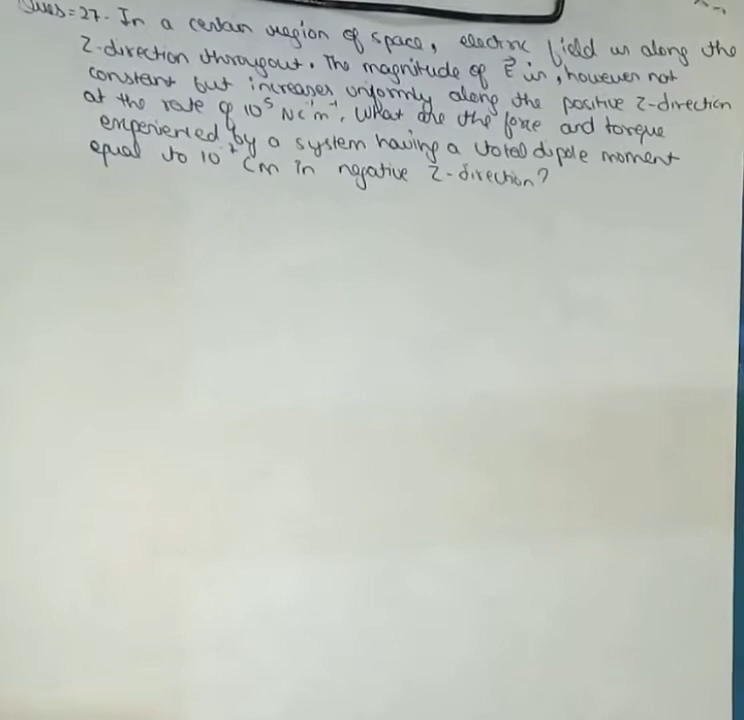 Ques=27. In a certain region of space, electric field is along the
Z-direction througout. The magnitude of E⃗ is, however not
constant but increases uniformly along the positive Z-direction
at the rate of 10⁵ NC⁻¹m⁻¹. What are the the force and torque
experienced by a system having a total dipole moment
equal to 10⁻⁷ Cm in negative Z-direction?